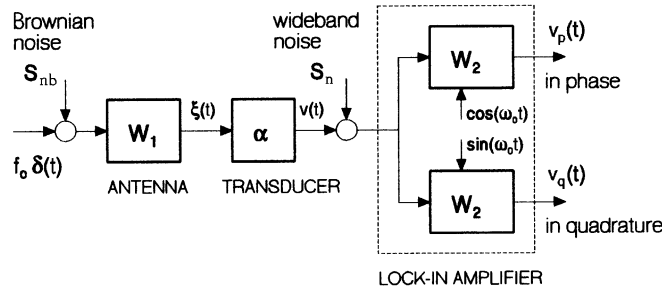 Brownian
noise
S_nb
f_o δ(t)
W_1
ANTENNA
ξ(t)
α
TRANSDUCER
v(t)
wideband
noise
S_n
W_2
cos(ω_o t)
sin(ω_o t)
W_2
v_p(t)
in phase
v_q(t)
in quadrature
LOCK-IN AMPLIFIER